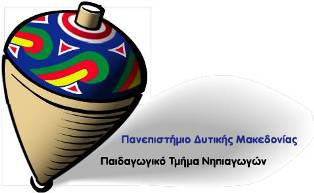 Πανεπιστήμιο Δυτικής Μακεδονίας
Παιδαγωγικό Τμήμα Νηπιαγωγών